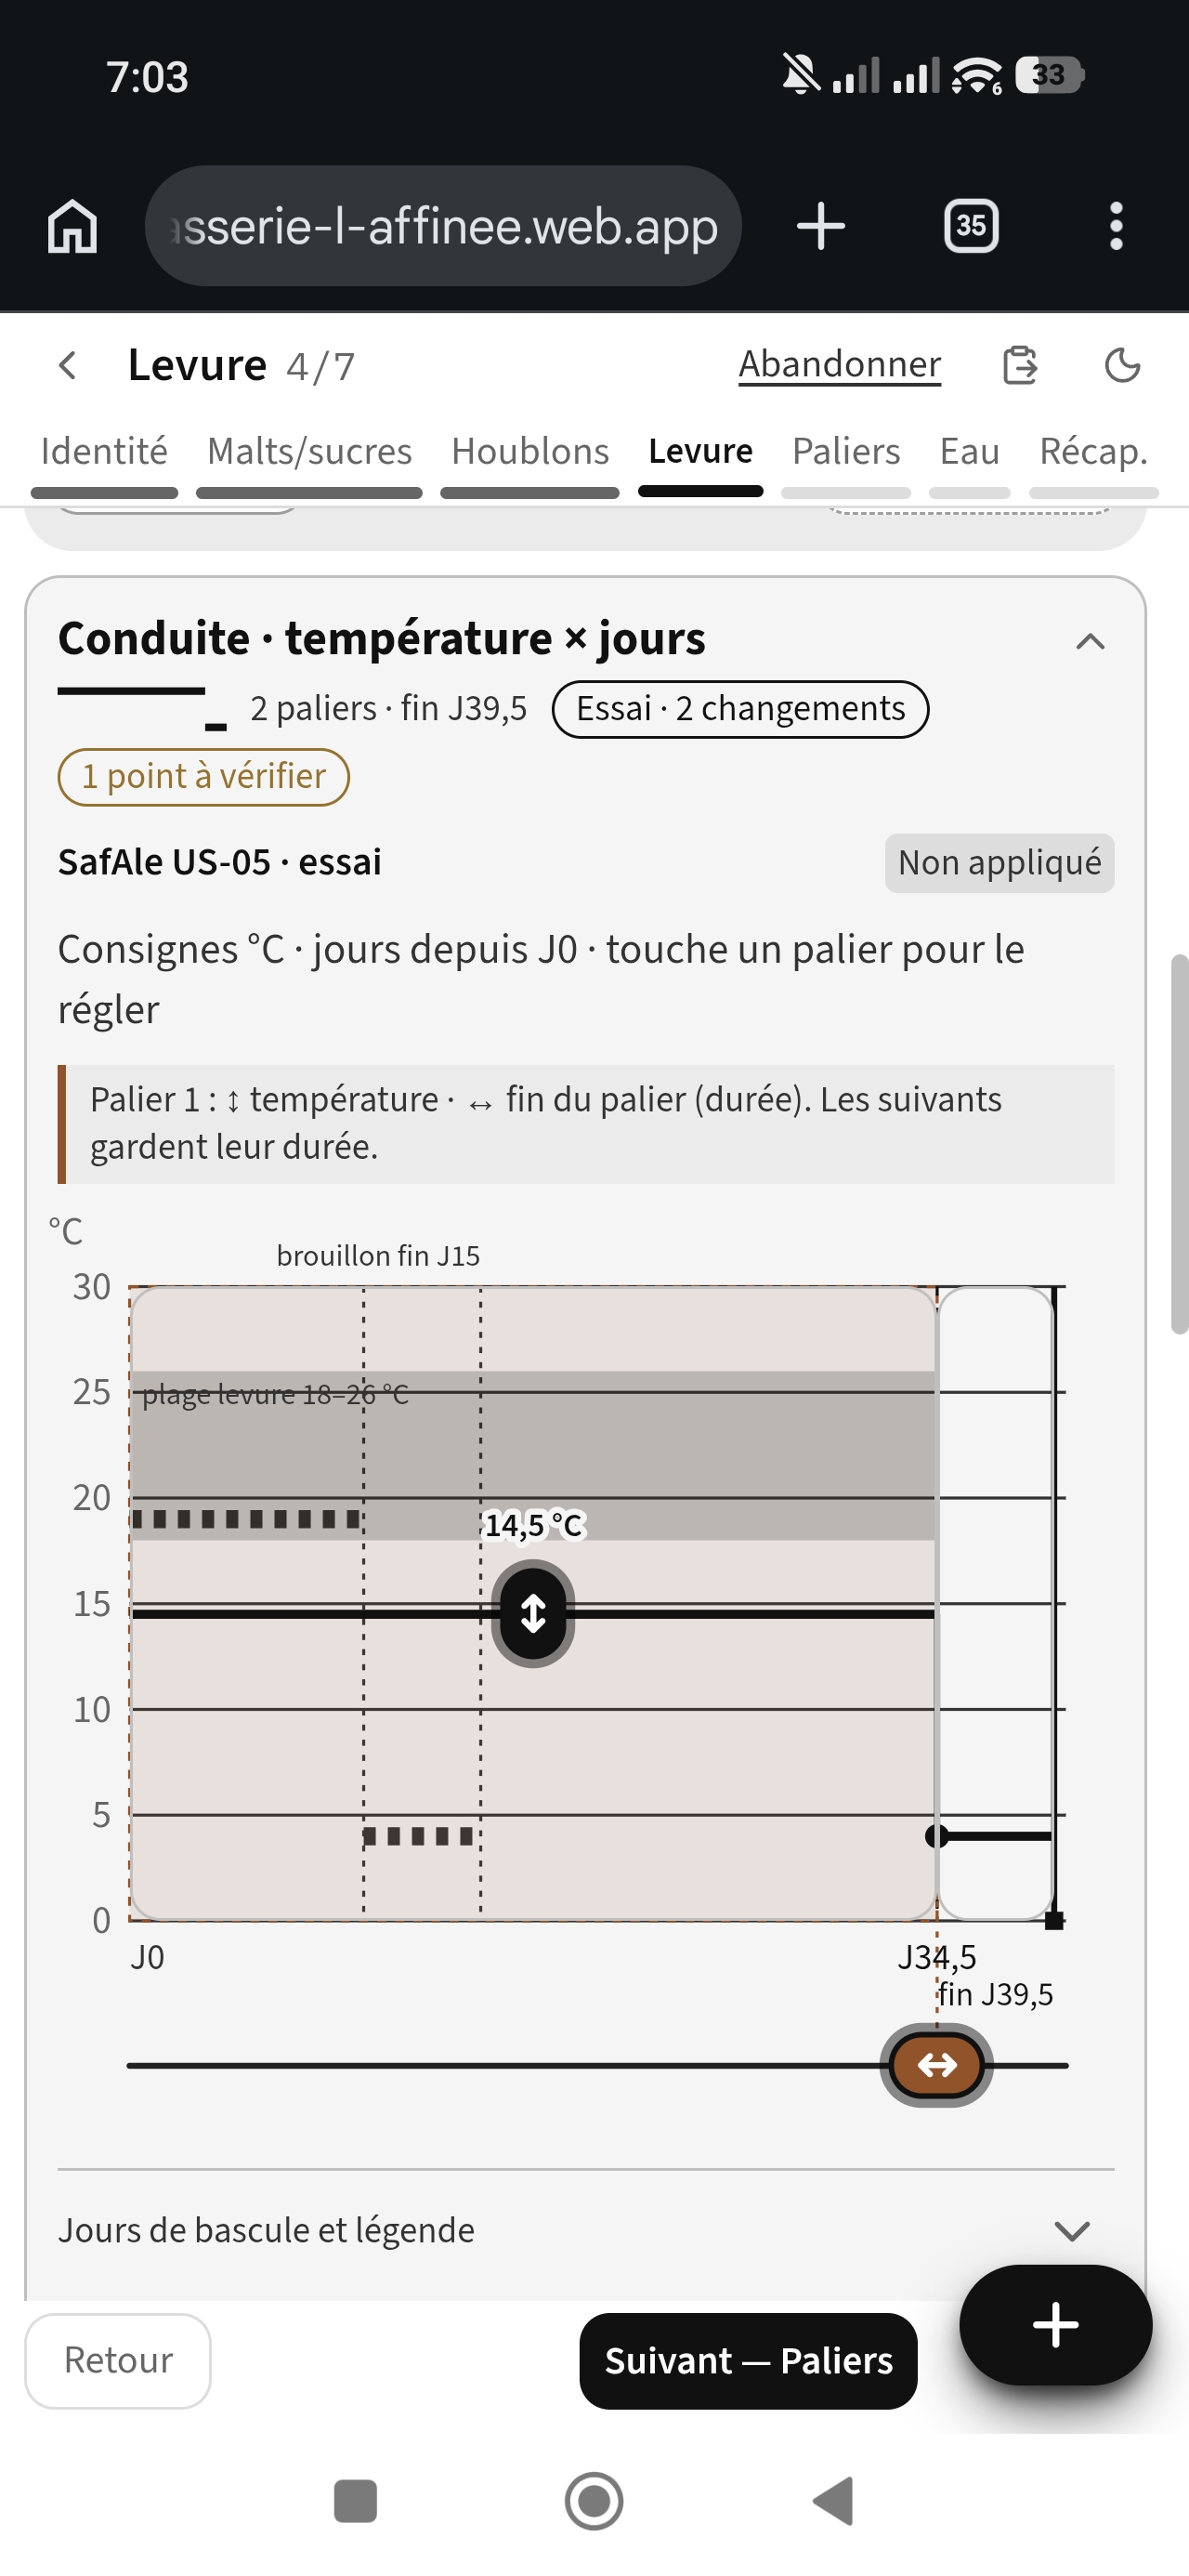 7:03
6
33
asserie-l-affinee.web.app
35
Levure 4/7
Abandonner
Identité Malts/sucres Houblons Levure Paliers Eau Récap.
Conduite · température × jours
2 paliers · fin J39,5
Essai · 2 changements
1 point à vérifier
SafAle US-05 · essai
Non appliqué
Consignes °C · jours depuis J0 · touche un palier pour le
régler
Palier 1 : ↕ température · ↔ fin du palier (durée). Les suivants
gardent leur durée.
°C
brouillon fin J15
30
plage levure 18–26 °C
25
20
14,5 °C
15
10
5
0
J0
J34,5
fin J39,5
Jours de bascule et légende
Retour
Suivant — Paliers